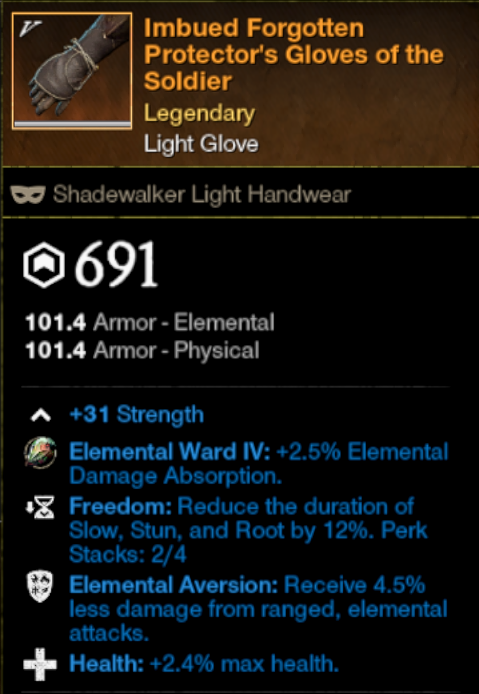 V
Imbued Forgotten
Protector's Gloves of the
Soldier
Legendary
Light Glove
Shadewalker Light Handwear
691
101.4 Armor - Elemental
101.4 Armor - Physical
+31 Strength
Elemental Ward IV: +2.5% Elemental
Damage Absorption.
Freedom: Reduce the duration of
Slow, Stun, and Root by 12%. Perk
Stacks: 2/4
Elemental Aversion: Receive 4.5%
less damage from ranged, elemental
attacks.
Health: +2.4% max health.